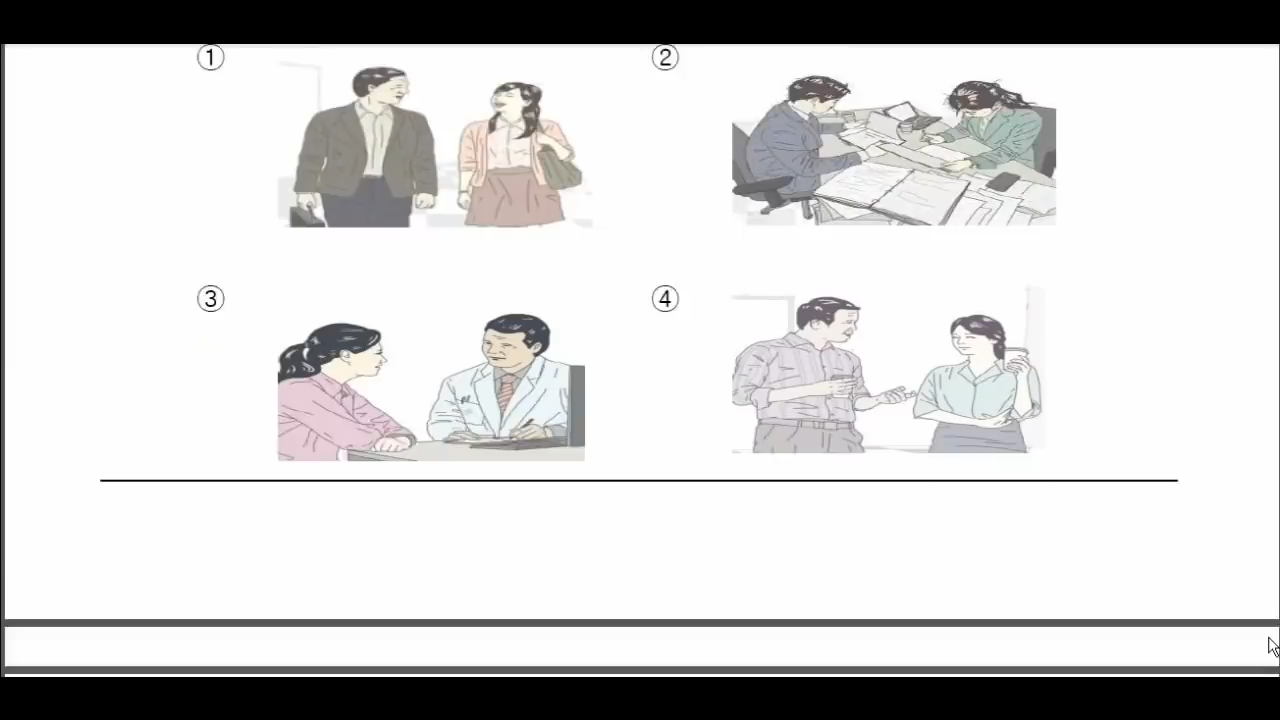 ① ②
③ ④